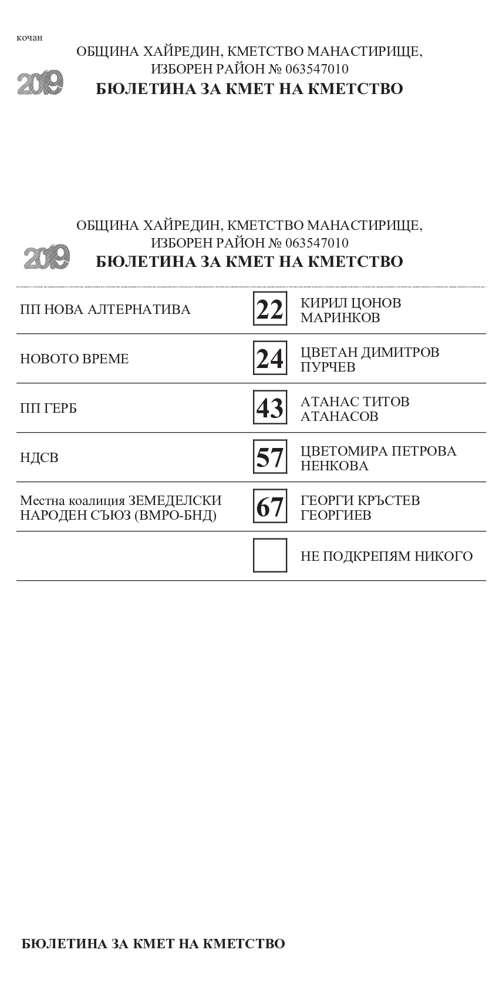 кочан
ОБЩИНА ХАЙРЕДИН, КМЕТСТВО МАНАСТИРИЩЕ,
ИЗБОРЕН РАЙОН № 063547010
2019
БЮЛЕТИНА ЗА КМЕТ НА КМЕТСТВО
ОБЩИНА ХАЙРЕДИН, КМЕТСТВО МАНАСТИРИЩЕ,
ИЗБОРЕН РАЙОН № 063547010
2019
БЮЛЕТИНА ЗА КМЕТ НА КМЕТСТВО
ПП НОВА АЛТЕРНАТИВА
22
КИРИЛ ЦОНОВ
МАРИНКОВ
НОВОТО ВРЕМЕ
24
ЦВЕТАН ДИМИТРОВ
ПУРЧЕВ
ПП ГЕРБ
43
АТАНАС ТИТОВ
АТАНАСОВ
НДСВ
57
ЦВЕТОМИРА ПЕТРОВА
НЕНКОВА
Местна коалиция ЗЕМЕДЕЛСКИ
НАРОДЕН СЪЮЗ (ВМРО-БНД)
67
ГЕОРГИ КРЪСТЕВ
ГЕОРГИЕВ
НЕ ПОДКРЕПЯМ НИКОГО
БЮЛЕТИНА ЗА КМЕТ НА КМЕТСТВО